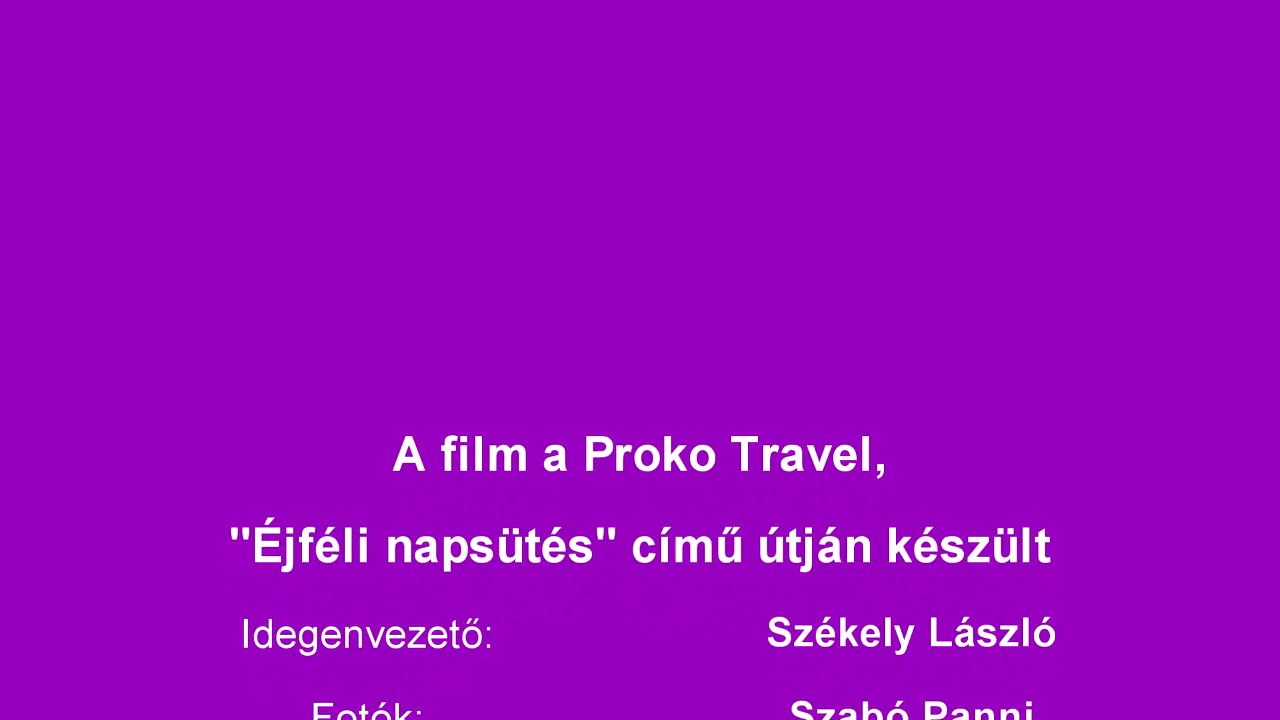 A film a Proko Travel,
"Éjféli napsütés" című útján készült
Idegenvezető: Székely László
Fotók: Szabó Panni